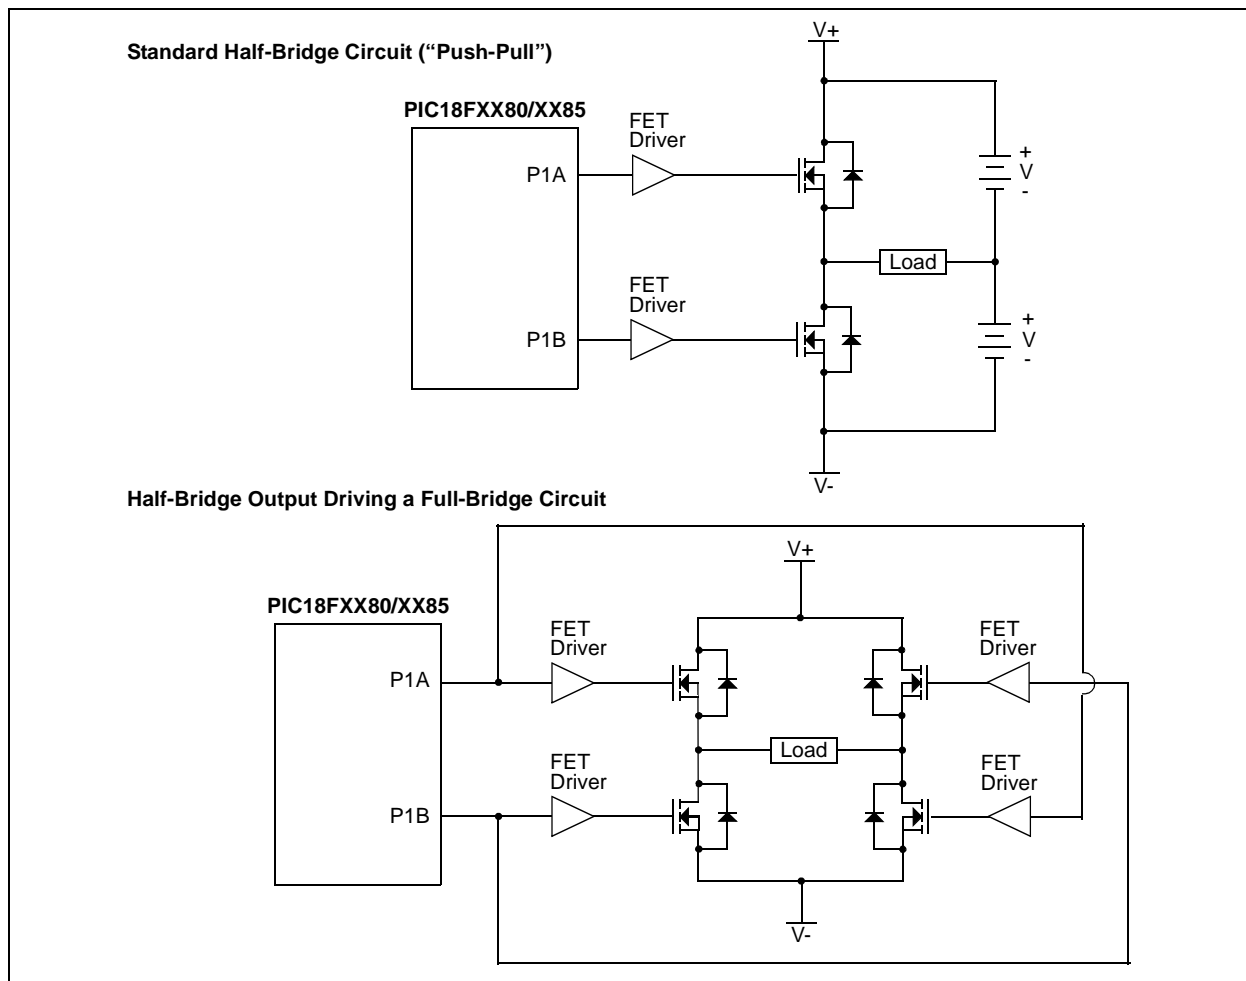 Standard Half-Bridge Circuit (“Push-Pull”)
V+
PIC18FXX80/XX85
FET
Driver
P1A
+
V
-
Load
FET
Driver
P1B
+
V
-
V-
Half-Bridge Output Driving a Full-Bridge Circuit
V+
PIC18FXX80/XX85
FET
Driver
FET
Driver
P1A
Load
FET
Driver
FET
Driver
P1B
V-